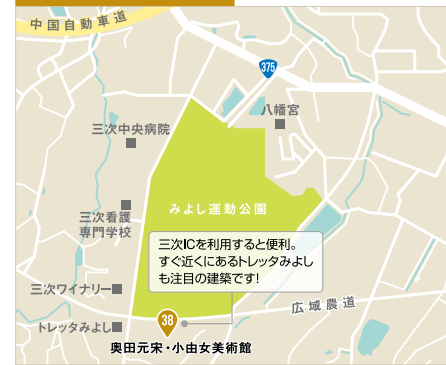 中国自動車道
375
八幡宮
三次中央病院
みよし運動公園
三次看護
専門学校
三次ICを利用すると便利。
すぐ近くにあるトレッタみよし
も注目の建築です!
三次ワイナリー
広域農道
トレッタみよし
38
奥田元宋・小由女美術館